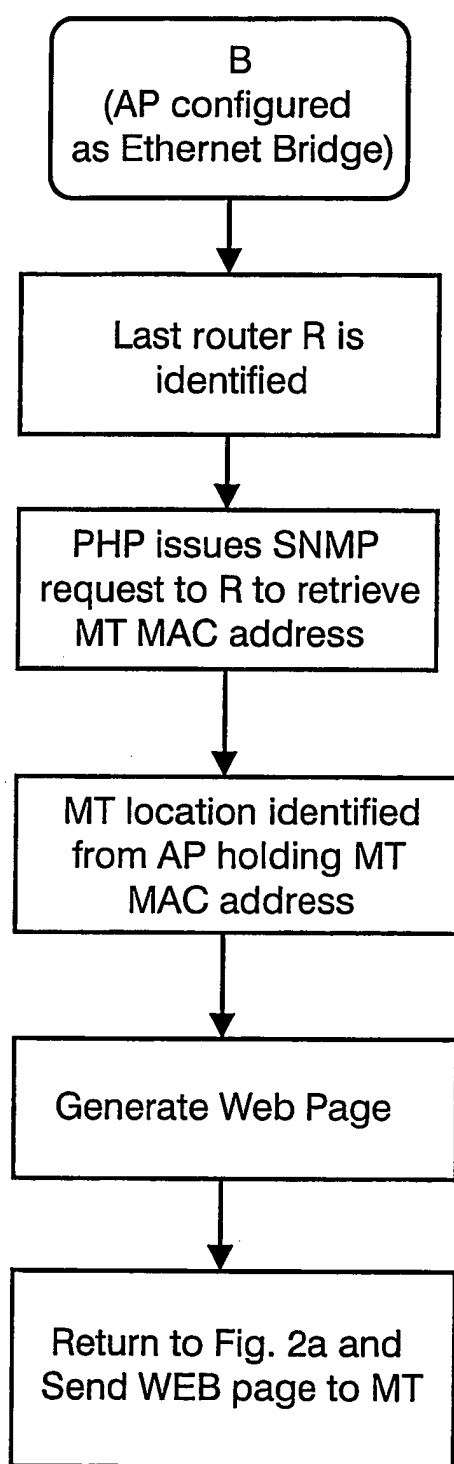 B
(AP configured
as Ethernet Bridge)
Last router R is
identified
PHP issues SNMP
request to R to retrieve
MT MAC address
MT location identified
from AP holding MT
MAC address
Generate Web Page
Return to Fig. 2a and
Send WEB page to MT